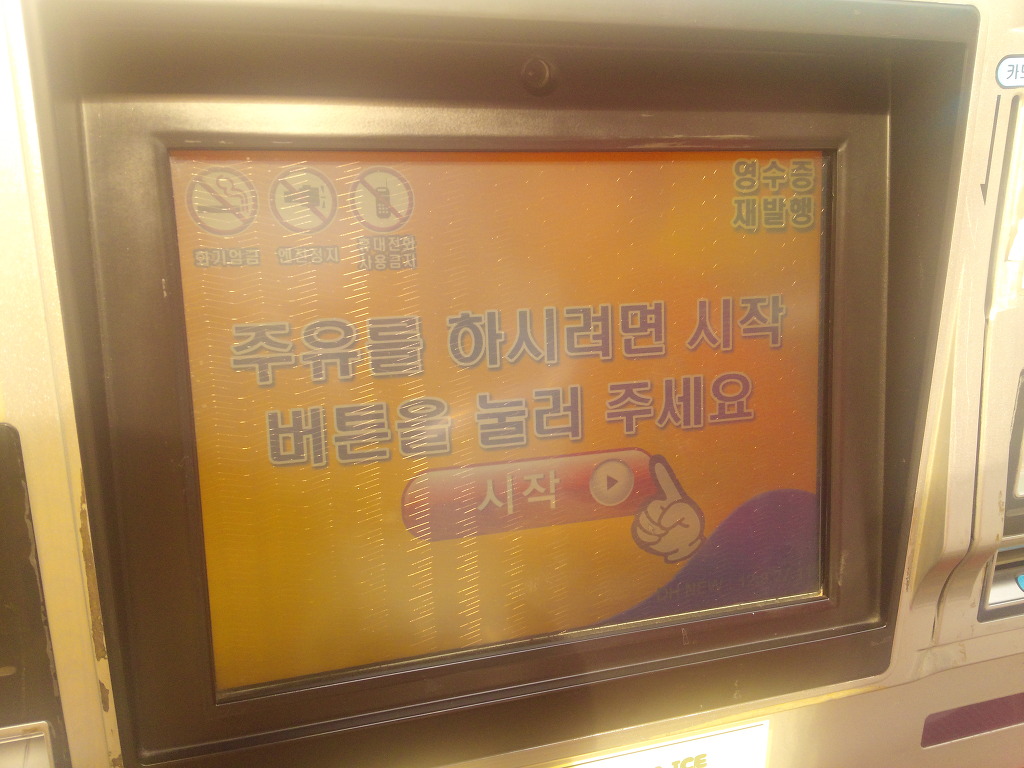 영수증
재발행
화기엄금
엔진정지
휴대전화
사용금지
주유를 하시려면 시작
버튼을 눌러 주세요
시작
ICE